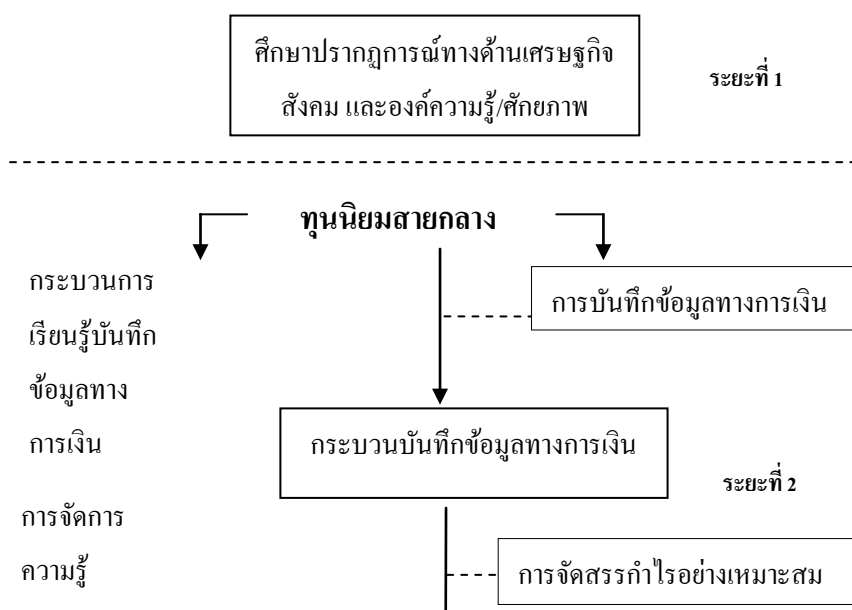 ศึกษาปรากฏการณ์ทางด้านเศรษฐกิจ
สังคม และองค์ความรู้/ศักยภาพ
ระยะที่ 1
ทุนนิยมสายกลาง
กระบวนการ
เรียนรู้บันทึก
ข้อมูลทาง
การเงิน
การบันทึกข้อมูลทางการเงิน
กระบวนบันทึกข้อมูลทางการเงิน
ระยะที่ 2
การจัดการ
ความรู้
การจัดสรรกำไรอย่างเหมาะสม